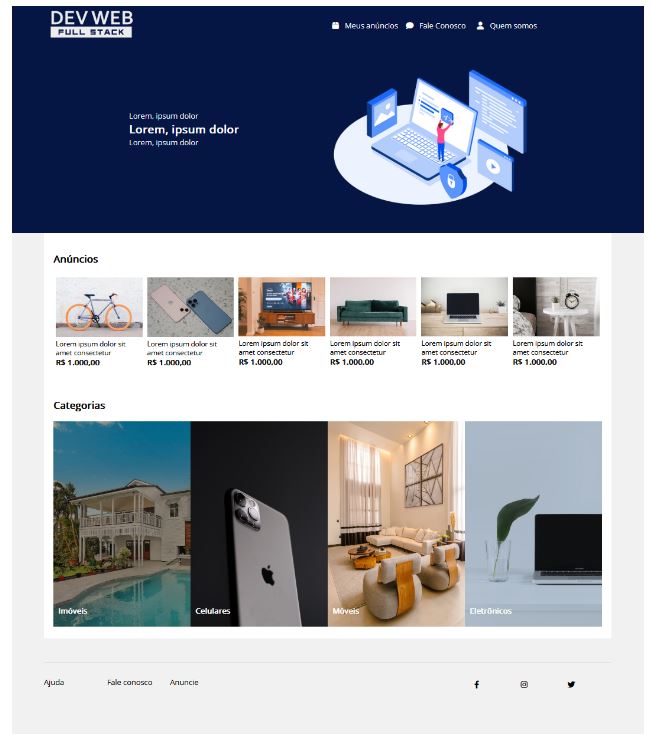 DEV WEB
FULL STACK
Meus anúncios
Fale Conosco
Quem somos
Lorem, ipsum dolor
Lorem, ipsum dolor
Lorem, ipsum dolor
Anúncios
Lorem ipsum dolor sit
amet consectetur
R$ 1.000,00
Lorem ipsum dolor sit
amet consectetur
R$ 1.000,00
Lorem ipsum dolor sit
amet consectetur
R$ 1.000,00
Lorem ipsum dolor sit
amet consectetur
R$ 1.000,00
Lorem ipsum dolor sit
amet consectetur
R$ 1.000,00
Lorem ipsum dolor sit
amet consectetur
R$ 1.000,00
Categorias
Imóveis
Celulares
Móveis
Eletrônicos
Ajuda
Fale conosco
Anuncie